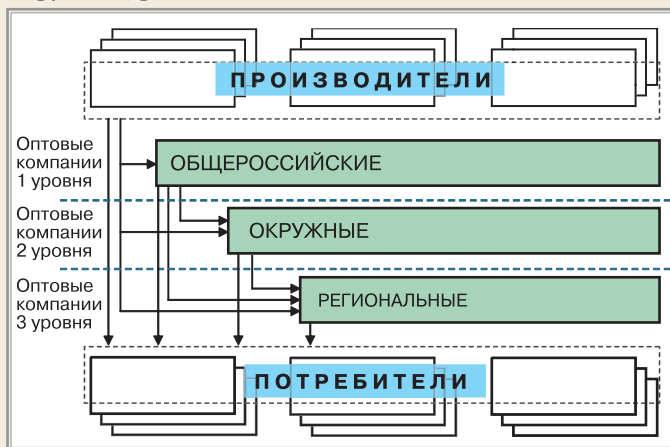 ПРОИЗВОДИТЕЛИ
Оптовые
компании
1 уровня
ОБЩЕРОССИЙСКИЕ
Оптовые
компании
2 уровня
ОКРУЖНЫЕ
Оптовые
компании
3 уровня
РЕГИОНАЛЬНЫЕ
ПОТРЕБИТЕЛИ